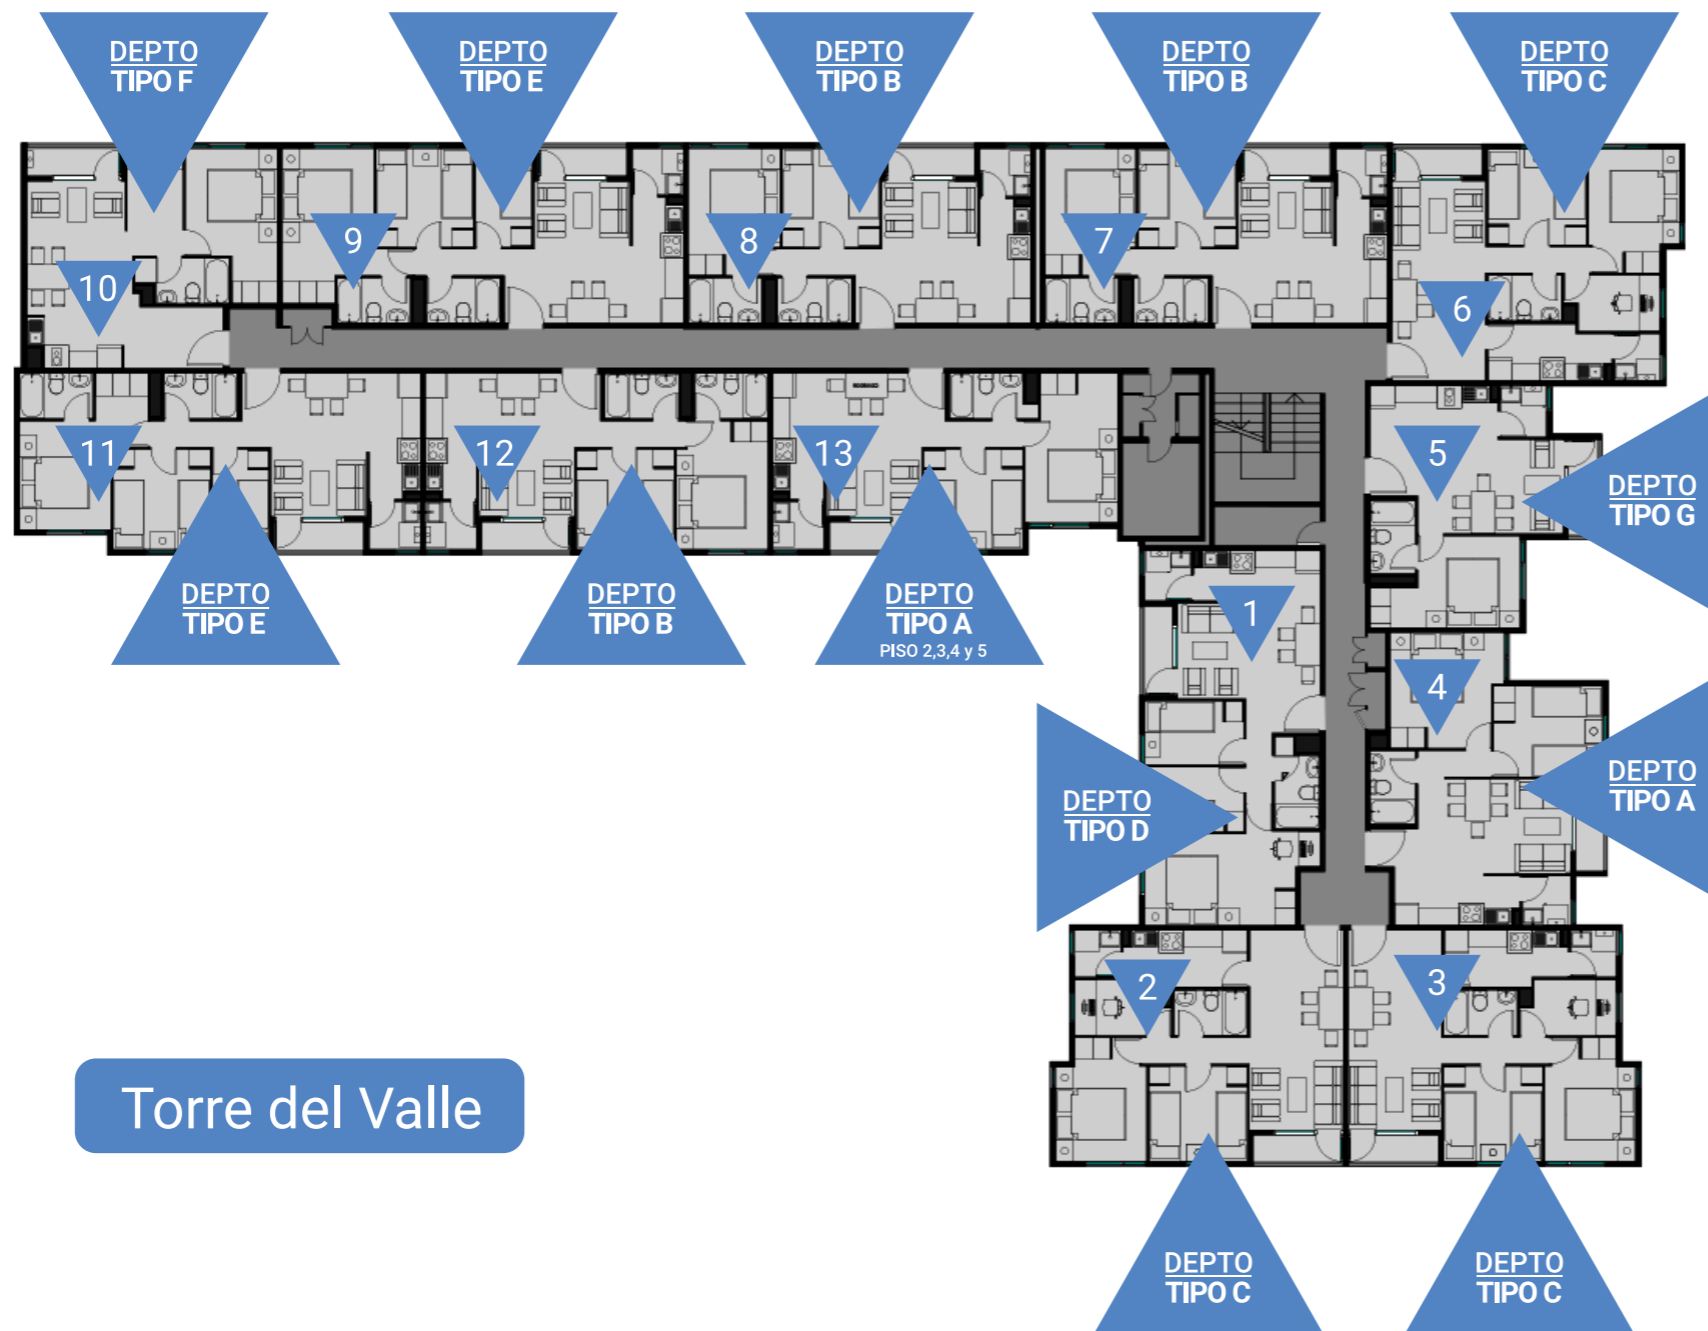 DEPTO
TIPO F
DEPTO
TIPO E
DEPTO
TIPO B
DEPTO
TIPO B
DEPTO
TIPO C
9
8
7
10
6
11
12
13
5
DEPTO
TIPO G
DEPTO
TIPO E
DEPTO
TIPO B
DEPTO
TIPO A
PISO 2,3,4 y 5
1
4
DEPTO
TIPO D
DEPTO
TIPO A
2
3
Torre del Valle
DEPTO
TIPO C
DEPTO
TIPO C